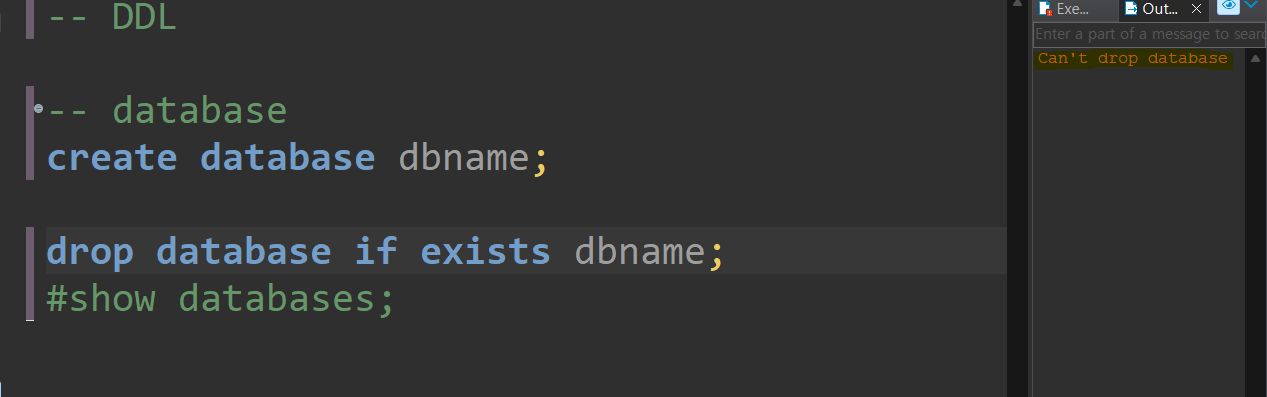 -- DDL
-- database
create database dbname;
drop database if exists dbname;
#show databases;
Exe...
Out...
Enter a part of a message to sear
Can't drop database